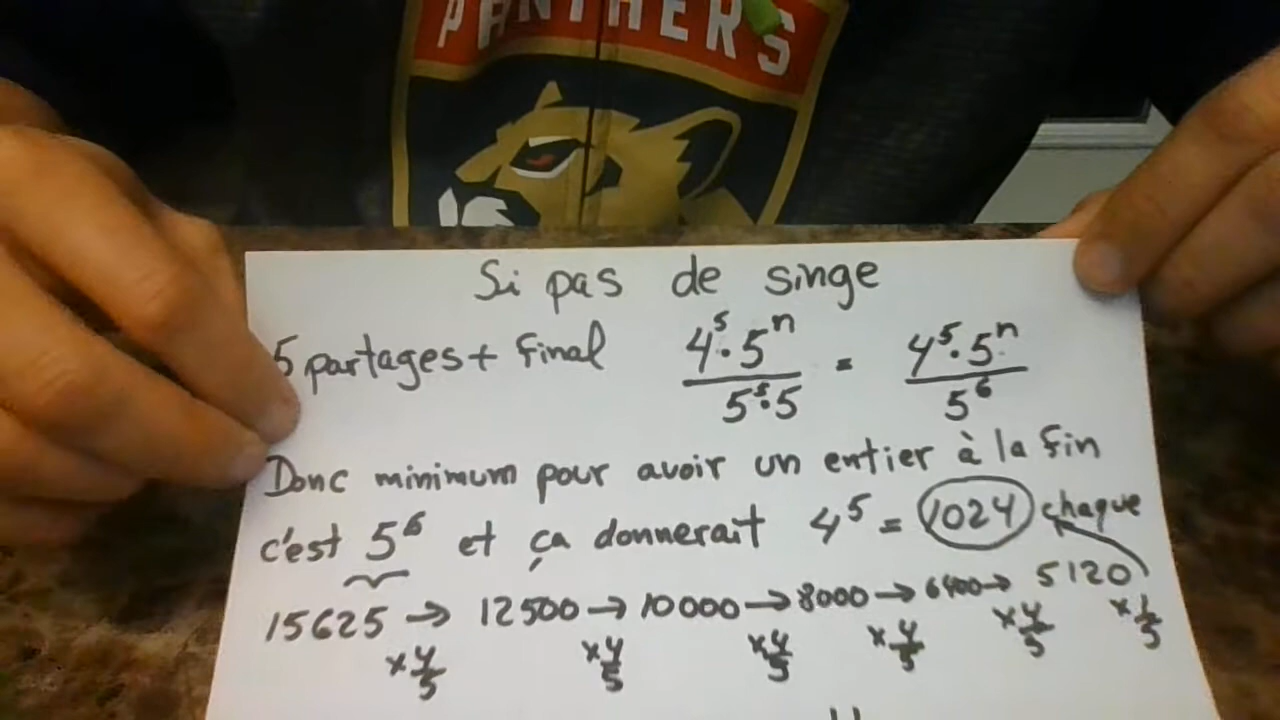 PANTHERS
Si pas de singe
5 partages + final 4⁵·5ⁿ / 5⁵·5 = 4⁵·5ⁿ / 5⁶
Donc minimum pour avoir un entier à la fin
c'est 5⁶ et ça donnerait 4⁵ = 1024 chaque
15625 → 12500 → 10000 → 8000 → 6400 → 5120
×4/5 ×4/5 ×4/5 ×4/5 ×4/5 ×1/5